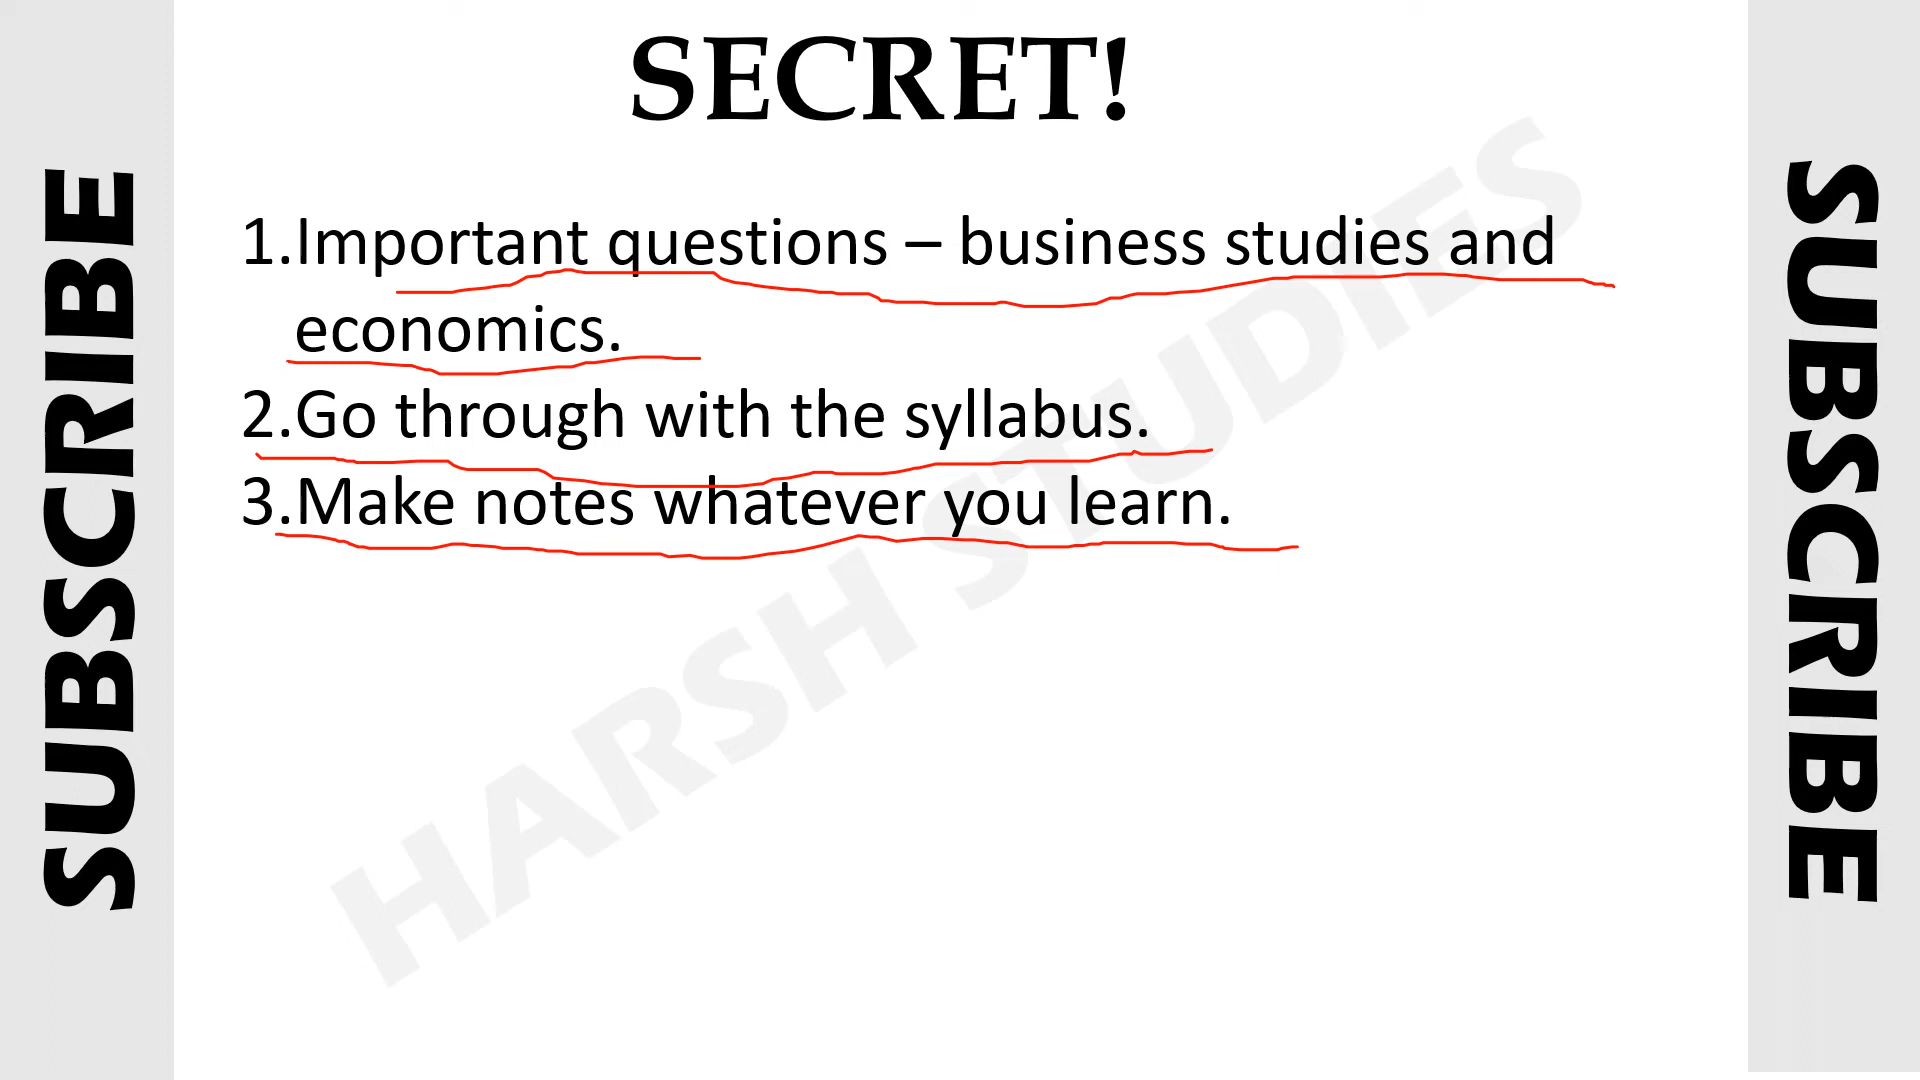 SECRET!
SUBSCRIBE
1.Important questions – business studies and
economics.
2.Go through with the syllabus.
3.Make notes whatever you learn.
HARSH STUDIES
SUBSCRIBE